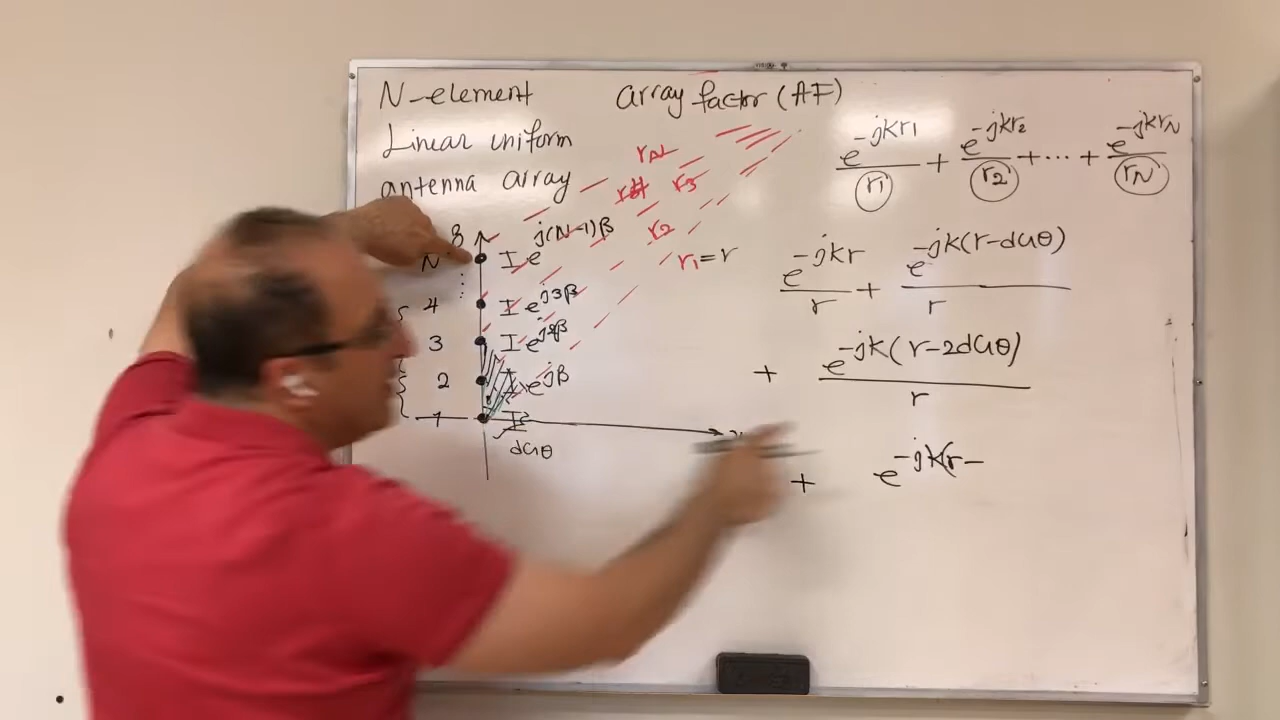 N-element array factor (AF)
Linear uniform
antenna array
e^-jkr1 / r1 + e^-jkr2 / r2 + ... + e^-jkrN / rN
rN
r3
r2
r1 = r
z
N I e^j(N-1)β
4 I e^j3β
3 I e^j2β
2 I e^jβ
1 I
dcosθ
e^-jkr / r + e^-jk(r-dcosθ) / r
+ e^-jk(r-2dcosθ) / r
+ e^-jk(r-